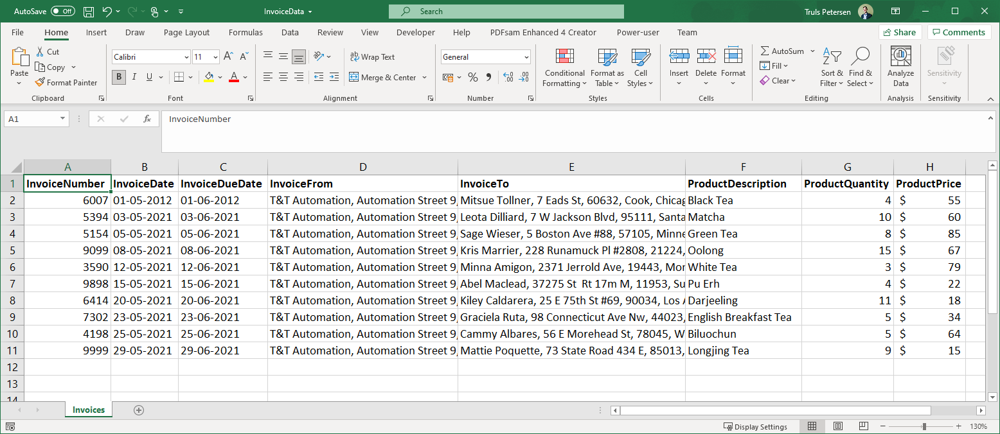 AutoSave Off InvoiceData Search Truls Petersen
File Home Insert Draw Page Layout Formulas Data Review View Developer Help PDFsam Enhanced 4 Creator Power-user Team Share Comments
Paste Cut Copy Format Painter Clipboard
Calibri 11 B I U A A A Font
ab Wrap Text Merge & Center Alignment
General % Number
Conditional Formatting Format as Table Cell Styles Styles
Insert Delete Format Cells
AutoSum Fill Clear Sort & Filter Find & Select Editing
Analyze Data Analysis
Sensitivity Sensitivity
A1 fx InvoiceNumber
A B C D E F G H
1 InvoiceNumber InvoiceDate InvoiceDueDate InvoiceFrom InvoiceTo ProductDescription ProductQuantity ProductPrice
2 6007 01-05-2012 01-06-2012 T&T Automation, Automation Street 9, Mitsue Tollner, 7 Eads St, 60632, Cook, Chicag Black Tea 4 $ 55
3 5394 03-05-2021 03-06-2021 T&T Automation, Automation Street 9, Leota Dilliard, 7 W Jackson Blvd, 95111, Santa Matcha 10 $ 60
4 5154 05-05-2021 05-06-2021 T&T Automation, Automation Street 9, Sage Wieser, 5 Boston Ave #88, 57105, Minne Green Tea 8 $ 85
5 9099 08-05-2021 08-06-2021 T&T Automation, Automation Street 9, Kris Marrier, 228 Runamuck Pl #2808, 21224, Oolong 15 $ 67
6 3590 12-05-2021 12-06-2021 T&T Automation, Automation Street 9, Minna Amigon, 2371 Jerrold Ave, 19443, Mon White Tea 3 $ 79
7 9898 15-05-2021 15-06-2021 T&T Automation, Automation Street 9, Abel Maclead, 37275 St  Rt 17m M, 11953, Su Pu Erh 4 $ 22
8 6414 20-05-2021 20-06-2021 T&T Automation, Automation Street 9, Kiley Caldarera, 25 E 75th St #69, 90034, Los A Darjeeling 11 $ 18
9 7302 23-05-2021 23-06-2021 T&T Automation, Automation Street 9, Graciela Ruta, 98 Connecticut Ave Nw, 44023, English Breakfast Tea 5 $ 34
10 4198 25-05-2021 25-06-2021 T&T Automation, Automation Street 9, Cammy Albares, 56 E Morehead St, 78045, W Biluochun 5 $ 64
11 9999 29-05-2021 29-06-2021 T&T Automation, Automation Street 9, Mattie Poquette, 73 State Road 434 E, 85013, Longjing Tea 9 $ 15
12
13
14
Invoices
Display Settings 130%